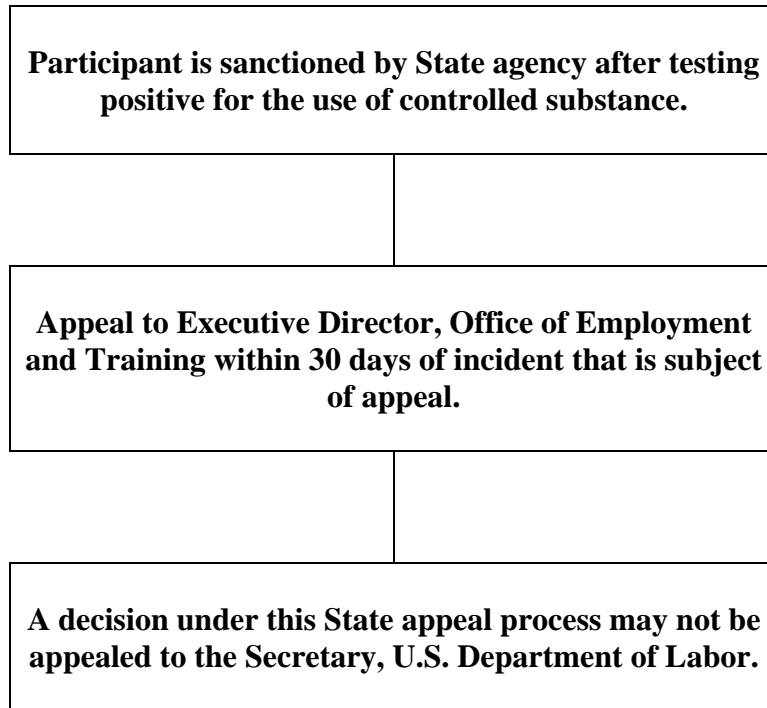 Participant is sanctioned by State agency after testing
positive for the use of controlled substance.
Appeal to Executive Director, Office of Employment
and Training within 30 days of incident that is subject
of appeal.
A decision under this State appeal process may not be
appealed to the Secretary, U.S. Department of Labor.